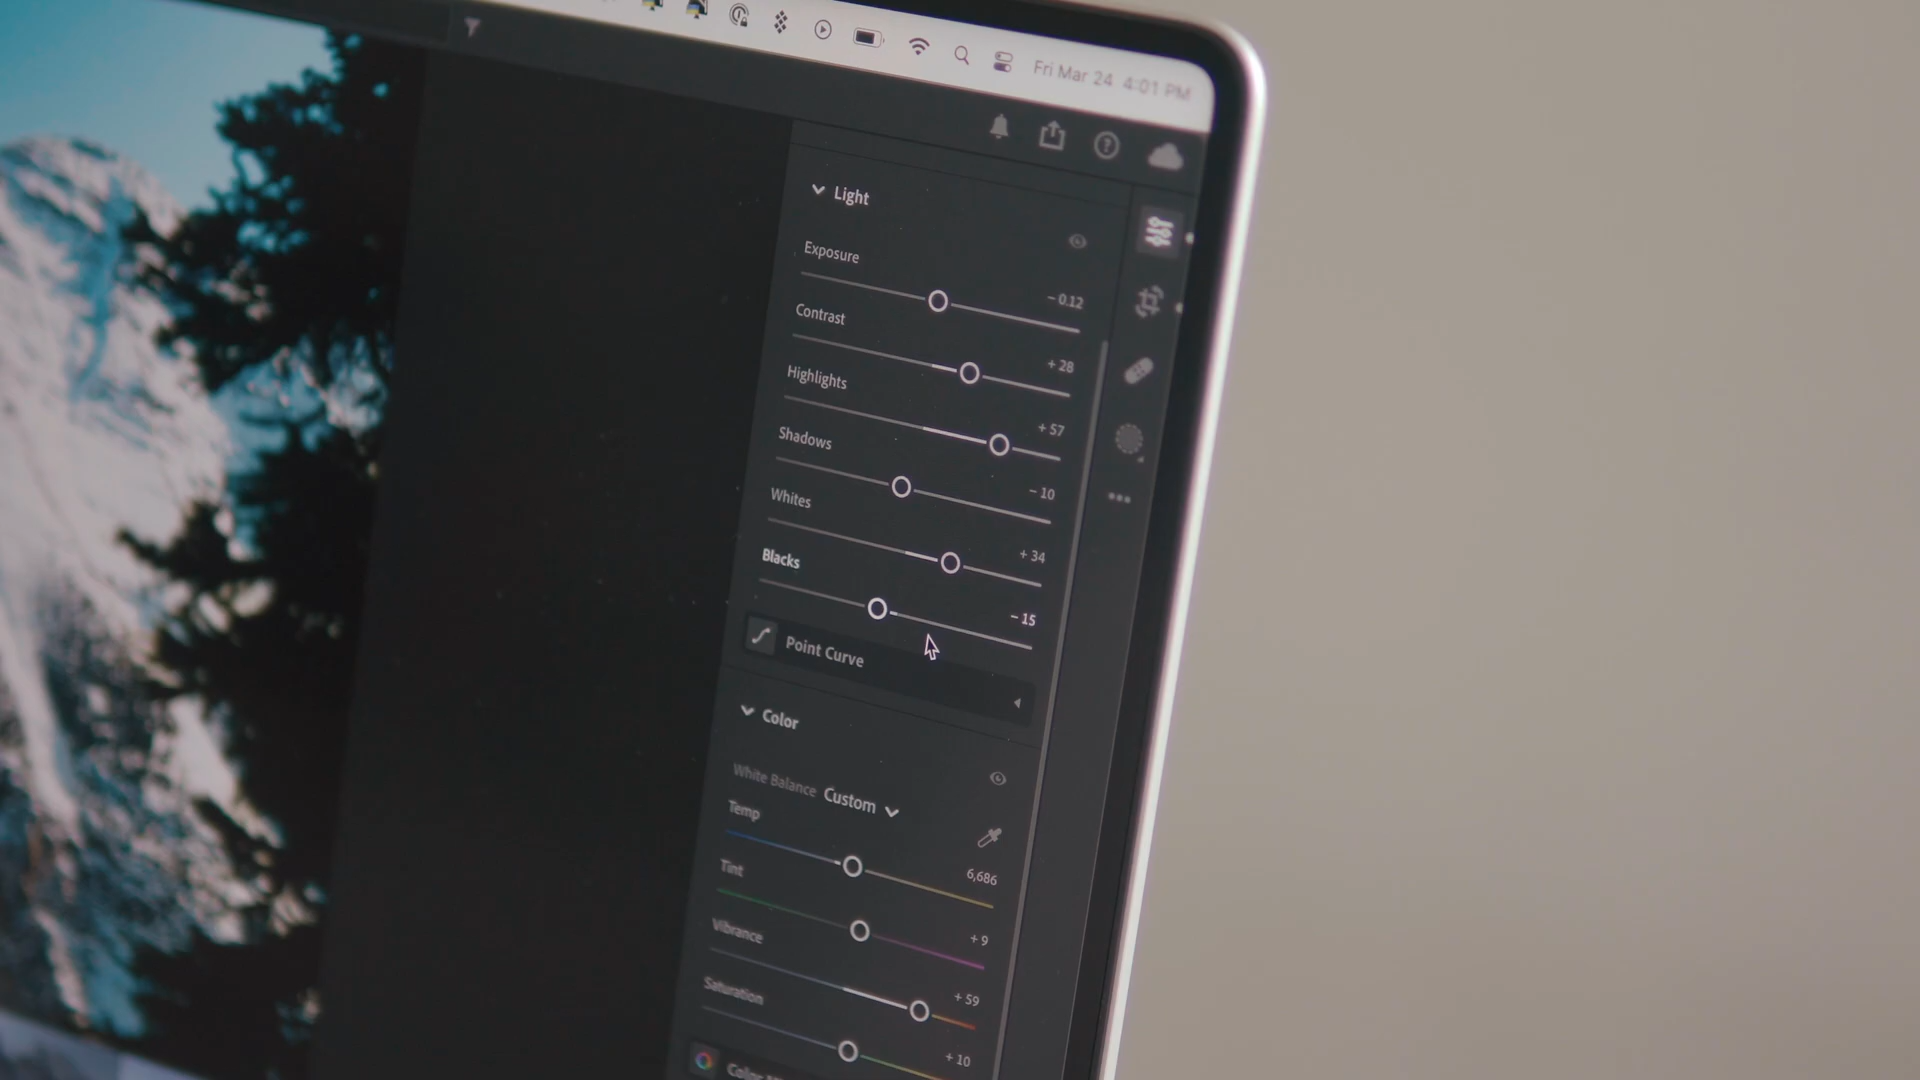 Fri Mar 24 4:01 PM
Light
Exposure
− 0.12
Contrast
+ 28
Highlights
+ 57
Shadows
− 10
Whites
+ 34
Blacks
− 15
Point Curve
Color
White Balance Custom
Temp
6,686
Tint
+ 9
Vibrance
+ 59
Saturation
+ 10
Color